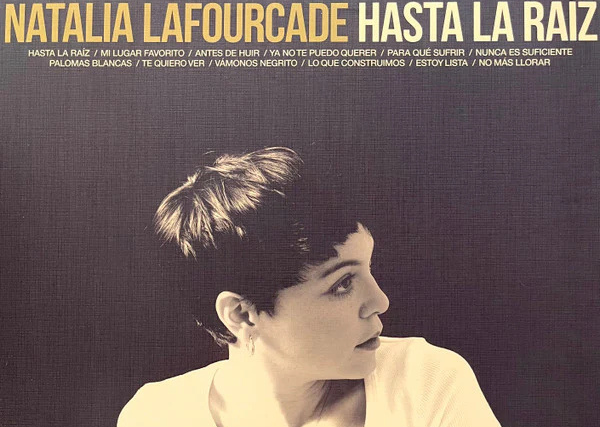 NATALIA LAFOURCADE HASTA LA RAIZ
HASTA LA RAÍZ / MI LUGAR FAVORITO / ANTES DE HUIR / YA NO TE PUEDO QUERER / PARA QUÉ SUFRIR / NUNCA ES SUFICIENTE
PALOMAS BLANCAS / TE QUIERO VER / VÁMONOS NEGRITO / LO QUE CONSTRUIMOS / ESTOY LISTA / NO MÁS LLORAR